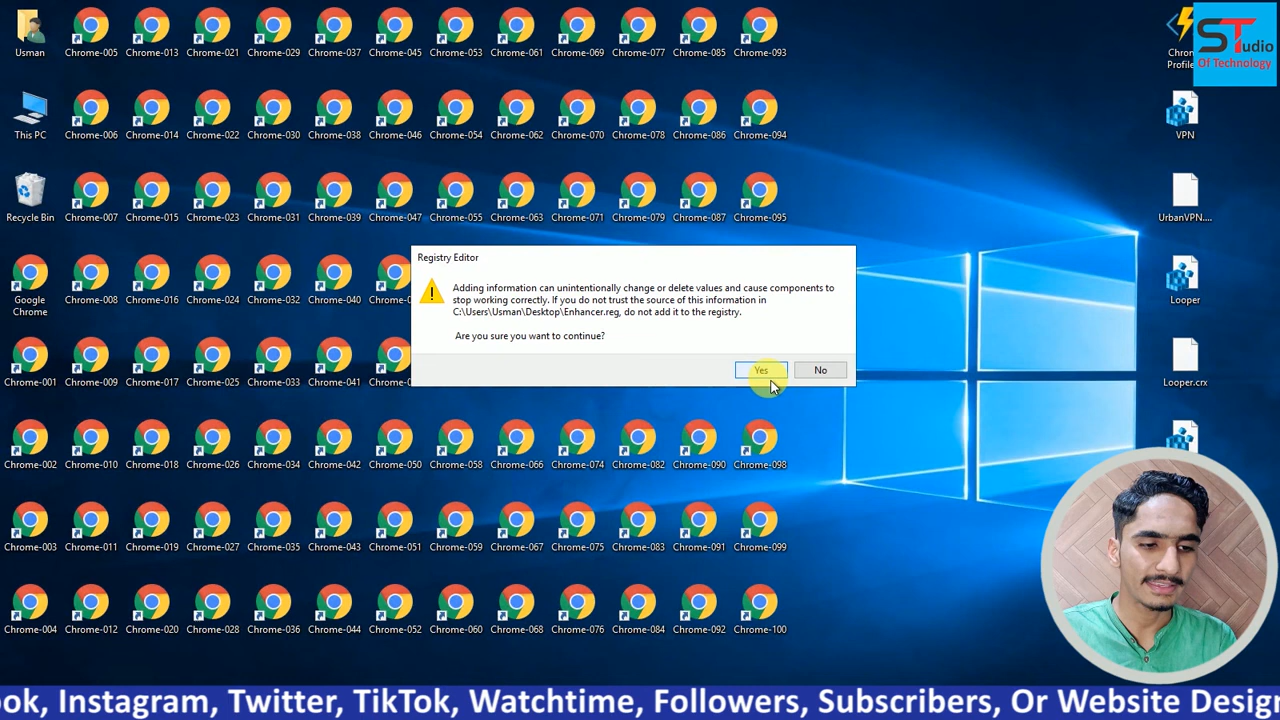 Usman
Chrome-005
Chrome-013
Chrome-021
Chrome-029
Chrome-037
Chrome-045
Chrome-053
Chrome-061
Chrome-069
Chrome-077
Chrome-085
Chrome-093
STudio
Of Technology
This PC
Chrome-006
Chrome-014
Chrome-022
Chrome-030
Chrome-038
Chrome-046
Chrome-054
Chrome-062
Chrome-070
Chrome-078
Chrome-086
Chrome-094
VPN
Recycle Bin
Chrome-007
Chrome-015
Chrome-023
Chrome-031
Chrome-039
Chrome-047
Chrome-055
Chrome-063
Chrome-071
Chrome-079
Chrome-087
Chrome-095
UrbanVPN....
Google
Chrome
Chrome-008
Chrome-016
Chrome-024
Chrome-032
Chrome-040
Looper
Registry Editor
Adding information can unintentionally change or delete values and cause components to
stop working correctly. If you do not trust the source of this information in
C:\Users\Usman\Desktop\Enhancer.reg, do not add it to the registry.
Are you sure you want to continue?
Yes
No
Chrome-001
Chrome-009
Chrome-017
Chrome-025
Chrome-033
Chrome-041
Looper.crx
Chrome-002
Chrome-010
Chrome-018
Chrome-026
Chrome-034
Chrome-042
Chrome-050
Chrome-058
Chrome-066
Chrome-074
Chrome-082
Chrome-090
Chrome-098
Chrome-003
Chrome-011
Chrome-019
Chrome-027
Chrome-035
Chrome-043
Chrome-051
Chrome-059
Chrome-067
Chrome-075
Chrome-083
Chrome-091
Chrome-099
Chrome-004
Chrome-012
Chrome-020
Chrome-028
Chrome-036
Chrome-044
Chrome-052
Chrome-060
Chrome-068
Chrome-076
Chrome-084
Chrome-092
Chrome-100
Instagram, Twitter, TikTok, Watchtime, Followers, Subscribers, Or Website